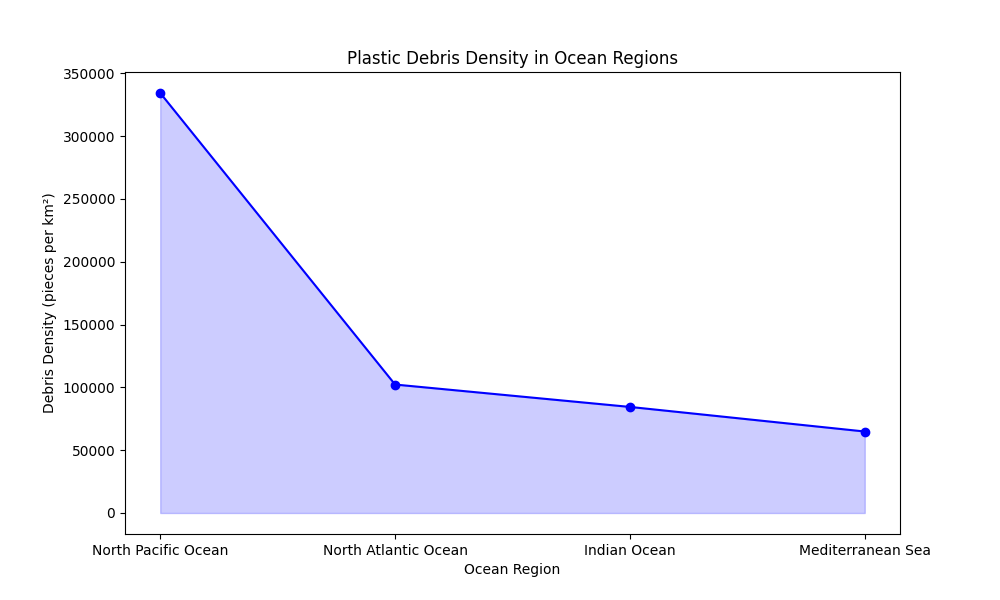 Plastic Debris Density in Ocean Regions
350000
300000
250000
200000
150000
100000
50000
0
Debris Density (pieces per km²)
North Pacific Ocean
North Atlantic Ocean
Indian Ocean
Mediterranean Sea
Ocean Region